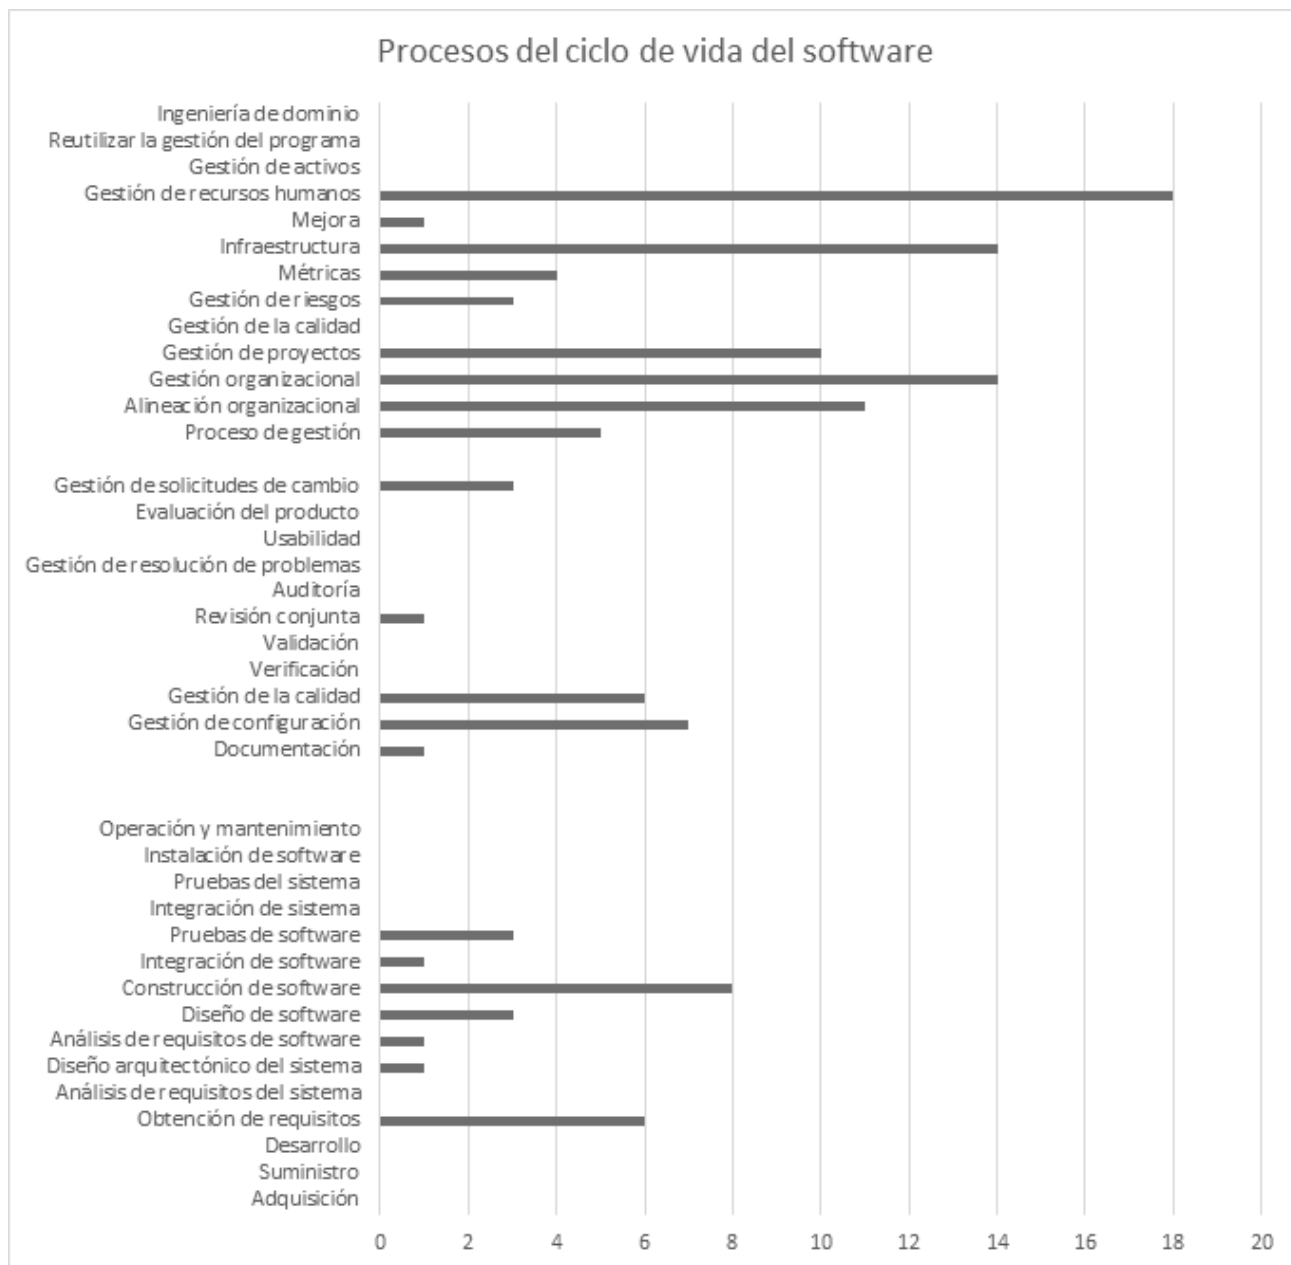 Procesos del ciclo de vida del software
Ingeniería de dominio
Reutilizar la gestión del programa
Gestión de activos
Gestión de recursos humanos
Mejora
Infraestructura
Métricas
Gestión de riesgos
Gestión de la calidad
Gestión de proyectos
Gestión organizacional
Alineación organizacional
Proceso de gestión
Gestión de solicitudes de cambio
Evaluación del producto
Usabilidad
Gestión de resolución de problemas
Auditoría
Revisión conjunta
Validación
Verificación
Gestión de la calidad
Gestión de configuración
Documentación
Operación y mantenimiento
Instalación de software
Pruebas del sistema
Integración de sistema
Pruebas de software
Integración de software
Construcción de software
Diseño de software
Análisis de requisitos de software
Diseño arquitectónico del sistema
Análisis de requisitos del sistema
Obtención de requisitos
Desarrollo
Suministro
Adquisición
0 2 4 6 8 10 12 14 16 18 20